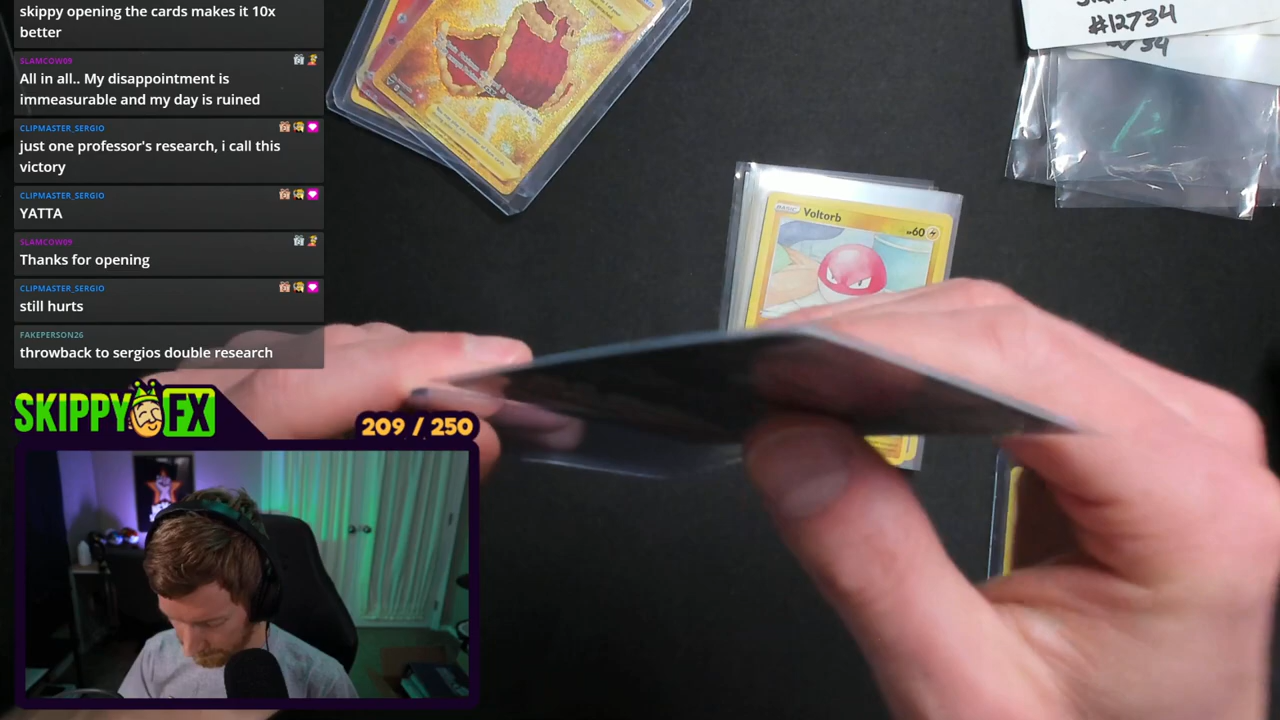 skippy opening the cards makes it 10x
better
SLAMCOW09
All in all.. My disappointment is
immeasurable and my day is ruined
CLIPMASTER_SERGIO
just one professor's research, i call this
victory
CLIPMASTER_SERGIO
YATTA
SLAMCOW09
Thanks for opening
CLIPMASTER_SERGIO
still hurts
FAKEPERSON26
throwback to sergios double research
SKIPPY FX
209 / 250
BASIC Voltorb
HP 60
#12734